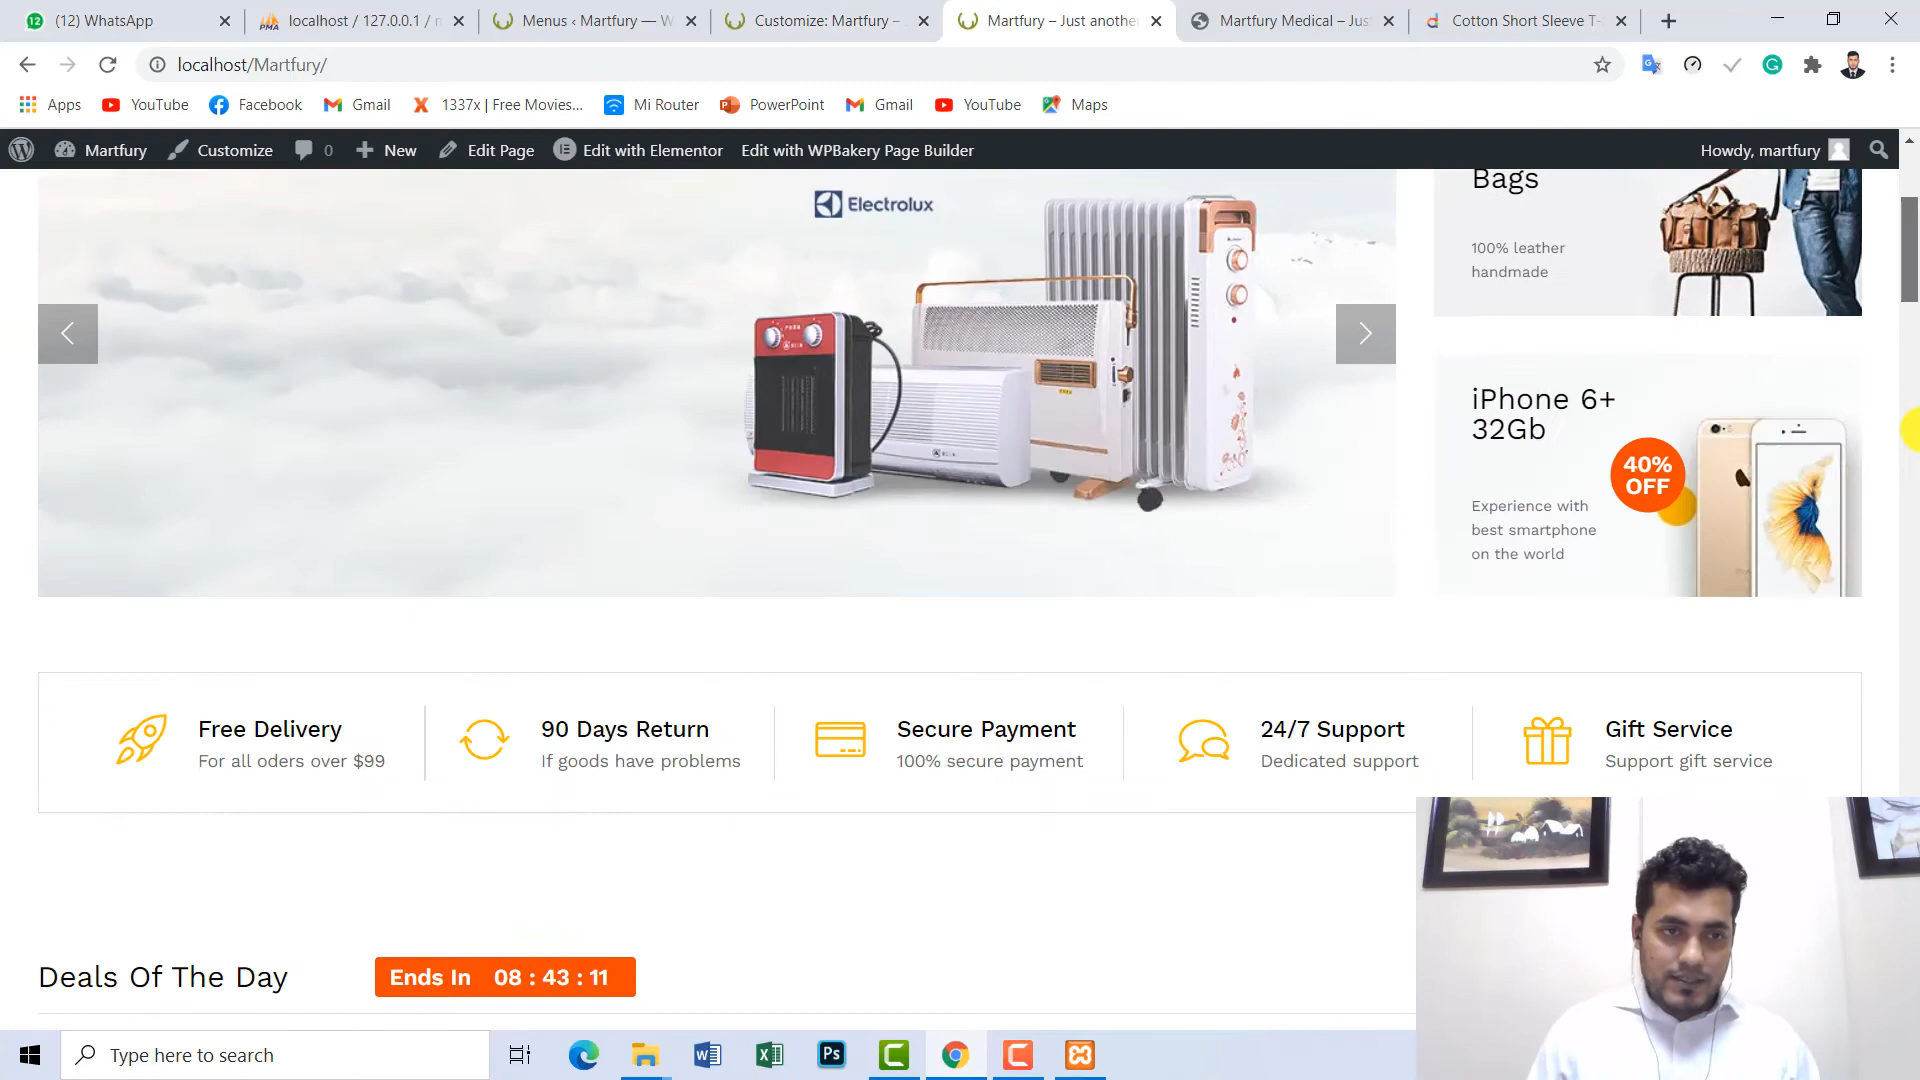 12 (12) WhatsApp
PMA localhost / 127.0.0.1 /
Menus ‹ Martfury —
Customize: Martfury –
Martfury – Just anothe
Martfury Medical – Jus
Cotton Short Sleeve T-
localhost/Martfury/
Apps YouTube Facebook Gmail 1337x | Free Movies... Mi Router PowerPoint Gmail YouTube Maps
Martfury Customize 0 New Edit Page Edit with Elementor Edit with WPBakery Page Builder Howdy, martfury
Electrolux
Bags
100% leather
handmade
iPhone 6+
32Gb
40%
OFF
Experience with
best smartphone
on the world
Free Delivery
For all oders over $99
90 Days Return
If goods have problems
Secure Payment
100% secure payment
24/7 Support
Dedicated support
Gift Service
Support gift service
Deals Of The Day
Ends In 08 : 43 : 11
Type here to search
Ps